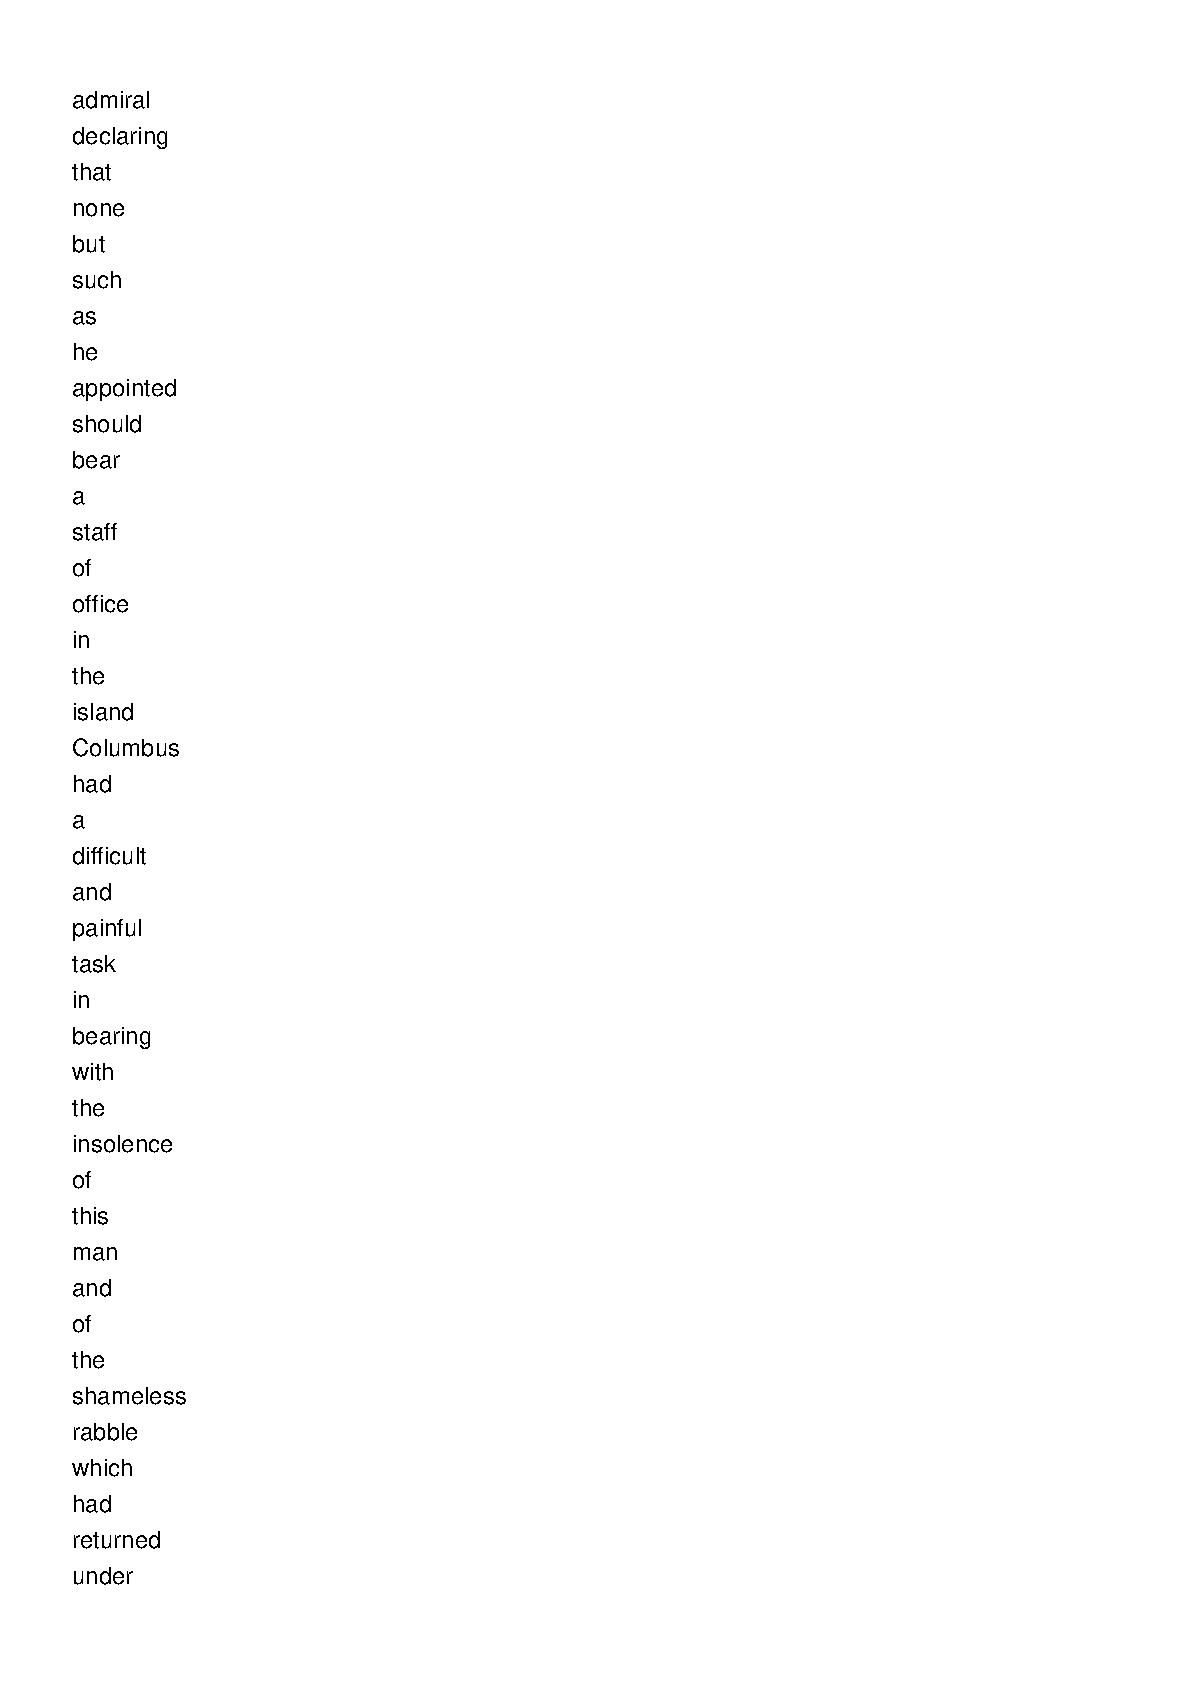 admiral
declaring
that
none
but
such
as
he
appointed
should
bear
a
staff
of
office
in
the
island
Columbus
had
a
difficult
and
painful
task
in
bearing
with
the
insolence
of
this
man
and
of
the
shameless
rabble
which
had
returned
under